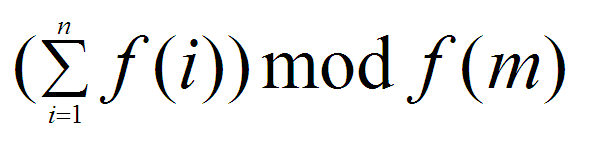 (∑_{i=1}^{n} f(i)) mod f(m)